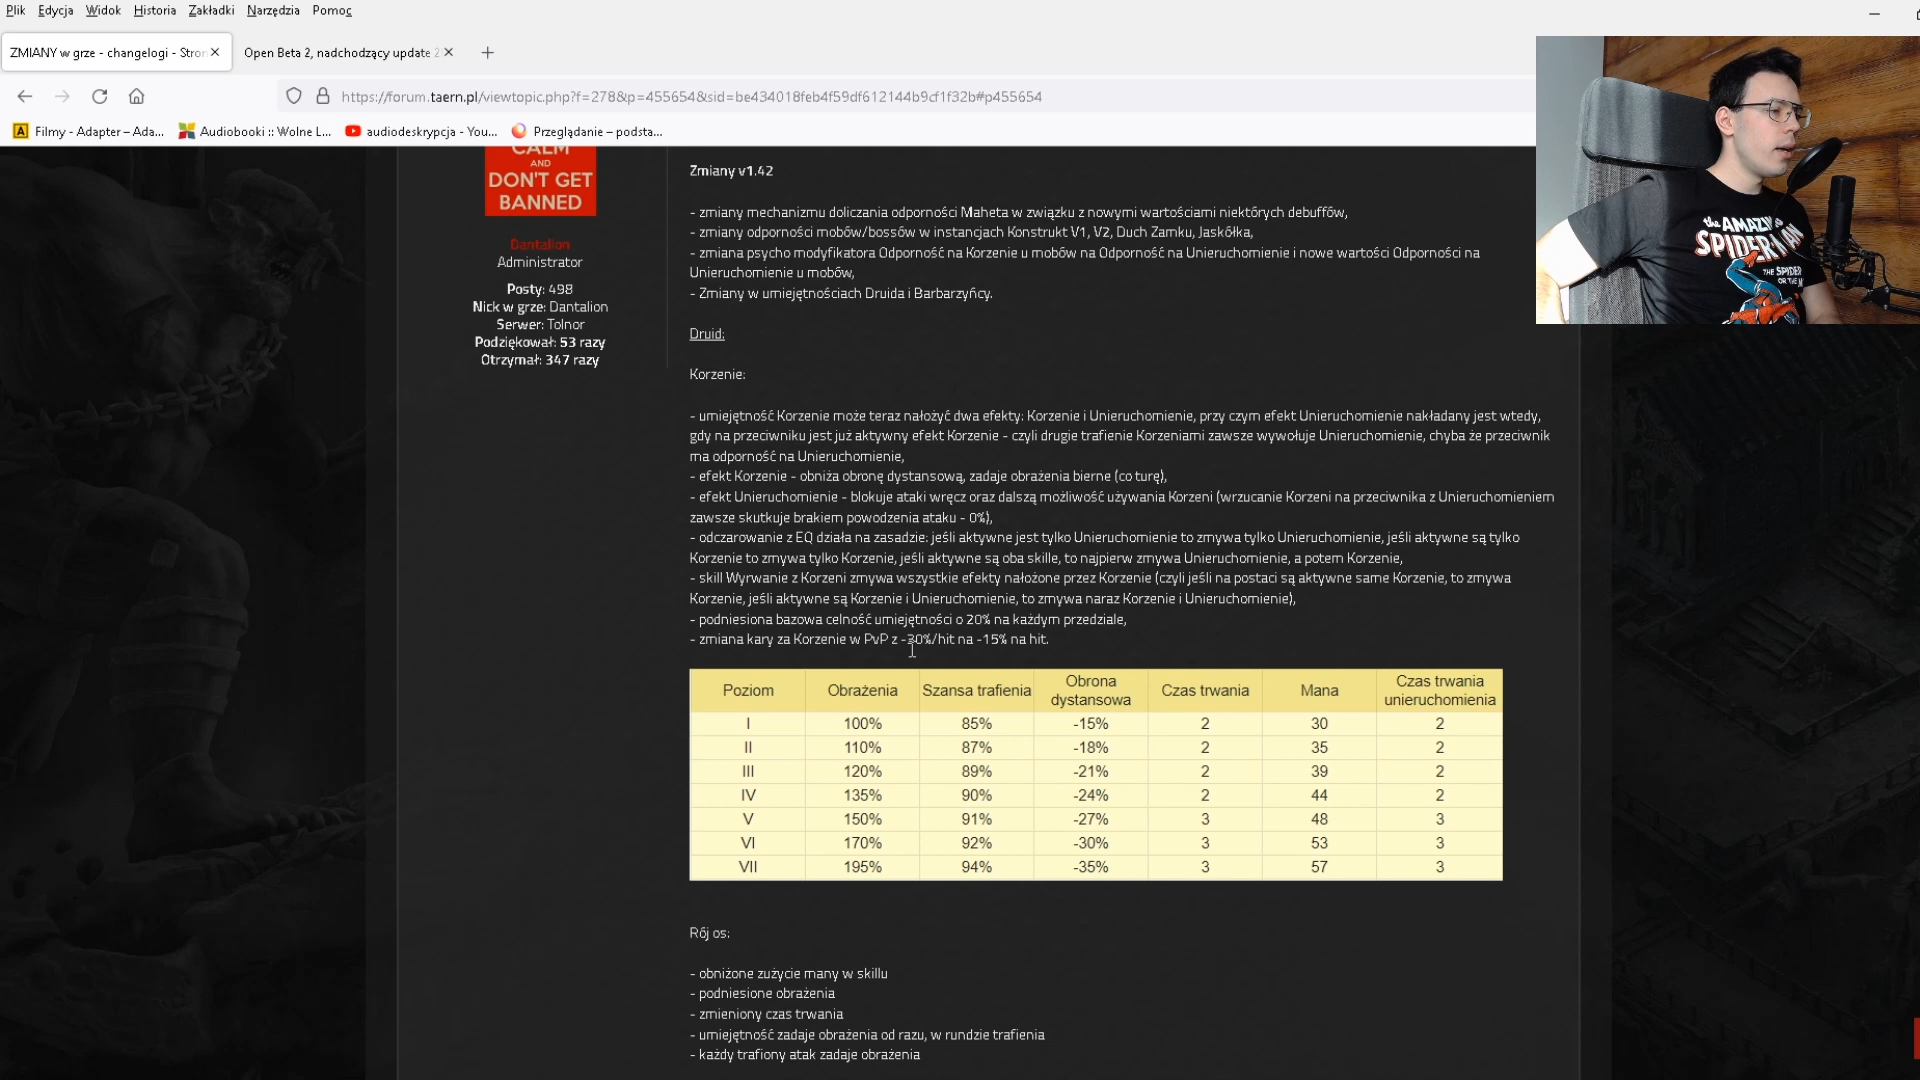 Plik Edycja Widok Historia Zakładki Narzędzia Pomoc
ZMIANY w grze - changelogi - Stron
Open Beta 2, nadchodzący update 2
https://forum.taern.pl/viewtopic.php?f=278&p=455654&sid=be434018feb4f59df612144b9cf1f32b#p455654
Filmy - Adapter – Ada...
Audiobooki :: Wolne L...
audiodeskrypcja - You...
Przeglądanie – podsta...
CALM
AND
DON'T GET
BANNED
Dantalion
Administrator
Posty: 498
Nick w grze: Dantalion
Serwer: Tolnor
Podziękował: 53 razy
Otrzymał: 347 razy
Zmiany v1.42
- zmiany mechanizmu doliczania odporności Maheta w związku z nowymi wartościami niektórych debuffów,
- zmiany odporności mobów/bossów w instancjach Konstrukt V1, V2, Duch Zamku, Jaskółka,
- zmiana psycho modyfikatora Odporność na Korzenie u mobów na Odporność na Unieruchomienie i nowe wartości Odporności na
Unieruchomienie u mobów,
- Zmiany w umiejętnościach Druida i Barbarzyńcy.
Druid:
Korzenie:
- umiejętność Korzenie może teraz nałożyć dwa efekty: Korzenie i Unieruchomienie, przy czym efekt Unieruchomienie nakładany jest wtedy,
gdy na przeciwniku jest już aktywny efekt Korzenie - czyli drugie trafienie Korzeniami zawsze wywołuje Unieruchomienie, chyba że przeciwnik
ma odporność na Unieruchomienie,
- efekt Korzenie - obniża obronę dystansową, zadaje obrażenia bierne (co turę),
- efekt Unieruchomienie - blokuje ataki wręcz oraz dalszą możliwość używania Korzeni (wrzucanie Korzeni na przeciwnika z Unieruchomieniem
zawsze skutkuje brakiem powodzenia ataku - 0%),
- odczarowanie z EQ działa na zasadzie: jeśli aktywne jest tylko Unieruchomienie to zmywa tylko Unieruchomienie, jeśli aktywne są tylko
Korzenie to zmywa tylko Korzenie, jeśli aktywne są oba skille, to najpierw zmywa Unieruchomienie, a potem Korzenie,
- skill Wyrwanie z Korzeni zmywa wszystkie efekty nałożone przez Korzenie (czyli jeśli na postaci są aktywne same Korzenie, to zmywa
Korzenie, jeśli aktywne są Korzenie i Unieruchomienie, to zmywa naraz Korzenie i Unieruchomienie),
- podniesiona bazowa celność umiejętności o 20% na każdym przedziale,
- zmiana kary za Korzenie w PvP z -30%/hit na -15% na hit.
Poziom Obrażenia Szansa trafienia Obrona dystansowa Czas trwania Mana Czas trwania unieruchomienia
I 100% 85% -15% 2 30 2
II 110% 87% -18% 2 35 2
III 120% 89% -21% 2 39 2
IV 135% 90% -24% 2 44 2
V 150% 91% -27% 3 48 3
VI 170% 92% -30% 3 53 3
VII 195% 94% -35% 3 57 3
Rój os:
- obniżone zużycie many w skillu
- podniesione obrażenia
- zmieniony czas trwania
- umiejętność zadaje obrażenia od razu, w rundzie trafienia
- każdy trafiony atak zadaje obrażenia
the AMAZING
SPIDER-MAN